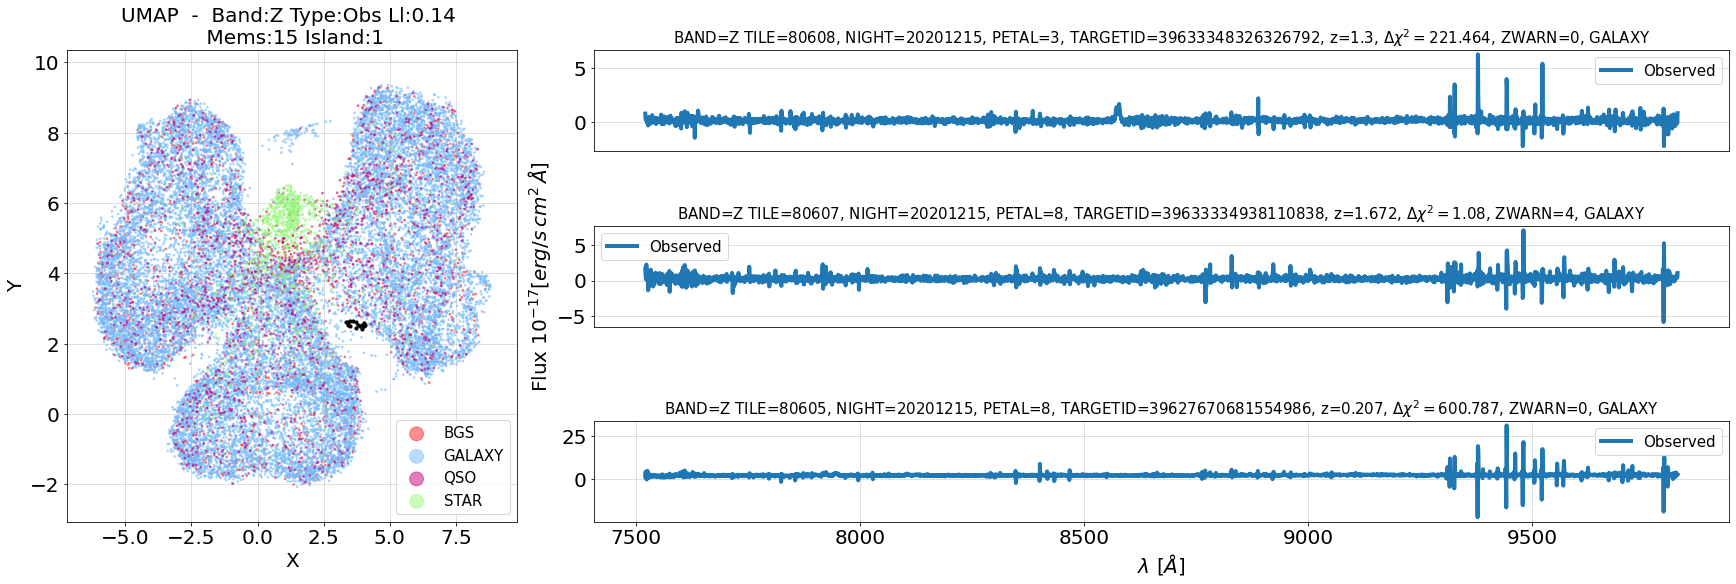 UMAP  -  Band:Z Type:Obs Ll:0.14
Mems:15 Island:1
10
8
6
4
2
0
−2
Y
−5.0 −2.5 0.0 2.5 5.0 7.5
X
BGS
GALAXY
QSO
STAR
Flux 10^{-17}[erg/s cm^2 Å]
BAND=Z TILE=80608, NIGHT=20201215, PETAL=3, TARGETID=39633348326326792, z=1.3, Δχ² = 221.464, ZWARN=0, GALAXY
5
0
Observed
BAND=Z TILE=80607, NIGHT=20201215, PETAL=8, TARGETID=39633334938110838, z=1.672, Δχ² = 1.08, ZWARN=4, GALAXY
5
0
−5
Observed
BAND=Z TILE=80605, NIGHT=20201215, PETAL=8, TARGETID=39627670681554986, z=0.207, Δχ² = 600.787, ZWARN=0, GALAXY
25
0
Observed
7500 8000 8500 9000 9500
λ [Å]